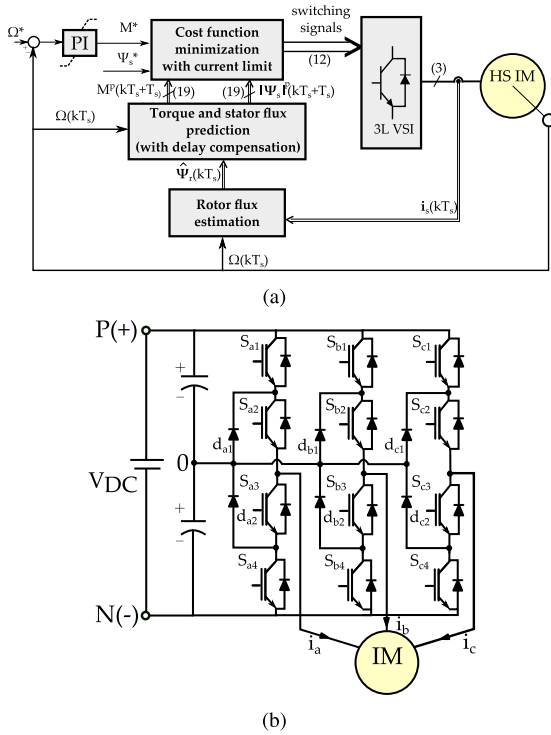 Ω*
PI
M*
Ψs*
Cost function
minimization
with current limit
switching
signals
(12)
3L VSI
(3)
HS IM
Mᵖ(kTs+Ts)
(19)
(19)
|Ψs|ᵖ(kTs+Ts)
Ω(kTs)
Torque and stator flux
prediction
(with delay compensation)
Ψ̂r(kTs)
Rotor flux
estimation
is(kTs)
Ω(kTs)
(a)
P(+)
+
−
VDC
0
+
−
N(-)
Sa1
Sb1
Sc1
Sa2
Sb2
Sc2
da1
db1
dc1
Sa3
Sb3
Sc3
da2
db2
dc2
Sa4
Sb4
Sc4
ia
ib
ic
IM
(b)